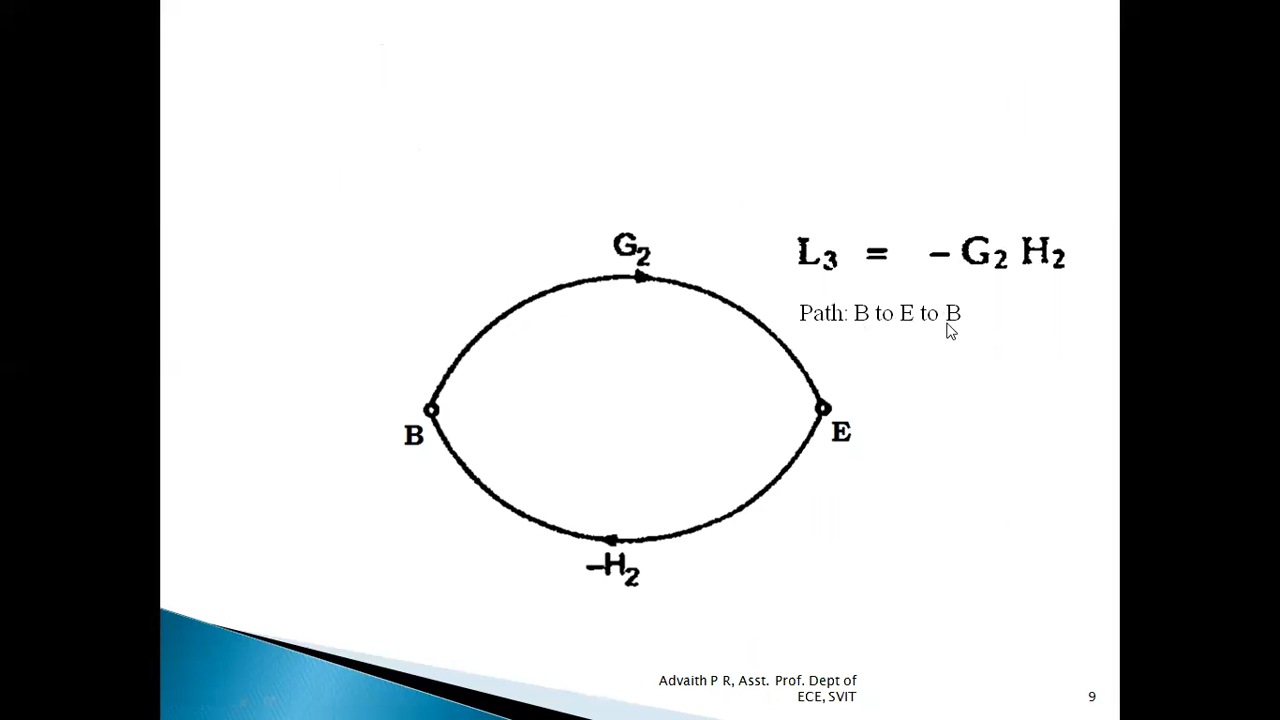 G₂
L₃ = – G₂ H₂
Path: B to E to B
B
E
–H₂
Advaith P R, Asst. Prof. Dept of
ECE, SVIT
9